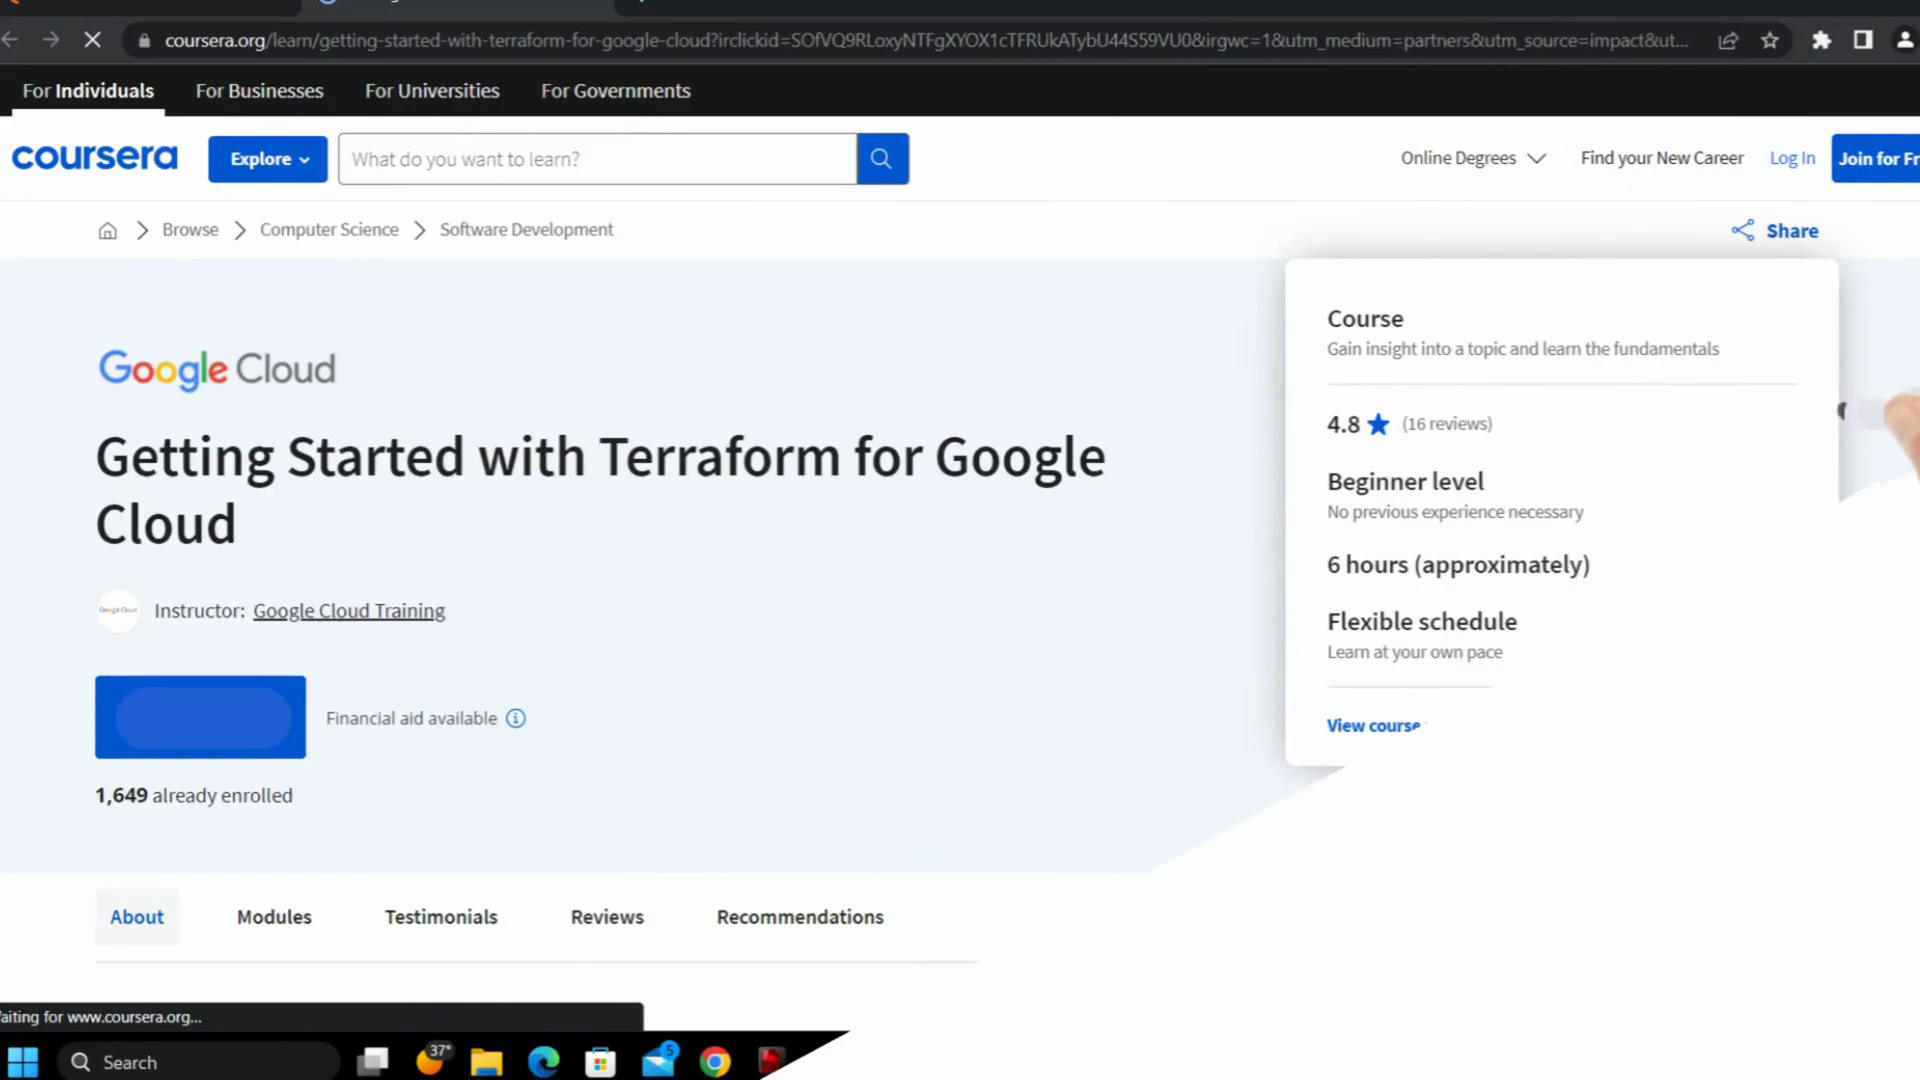 coursera.org/learn/getting-started-with-terraform-for-google-cloud?irclickid=SOfVQ9RLoxyNTFgXYOX1cTFRUkATybU44S59VU0&irgwc=1&utm_medium=partners&utm_source=impact&ut...
For Individuals For Businesses For Universities For Governments
coursera Explore What do you want to learn? Online Degrees Find your New Career Log In Join for Fr
Browse Computer Science Software Development Share
Google Cloud
Getting Started with Terraform for Google
Cloud
Google Cloud Instructor: Google Cloud Training
Financial aid available
1,649 already enrolled
Course
Gain insight into a topic and learn the fundamentals
4.8 (16 reviews)
Beginner level
No previous experience necessary
6 hours (approximately)
Flexible schedule
Learn at your own pace
View course
About Modules Testimonials Reviews Recommendations
aiting for www.coursera.org...
Search 37° 5